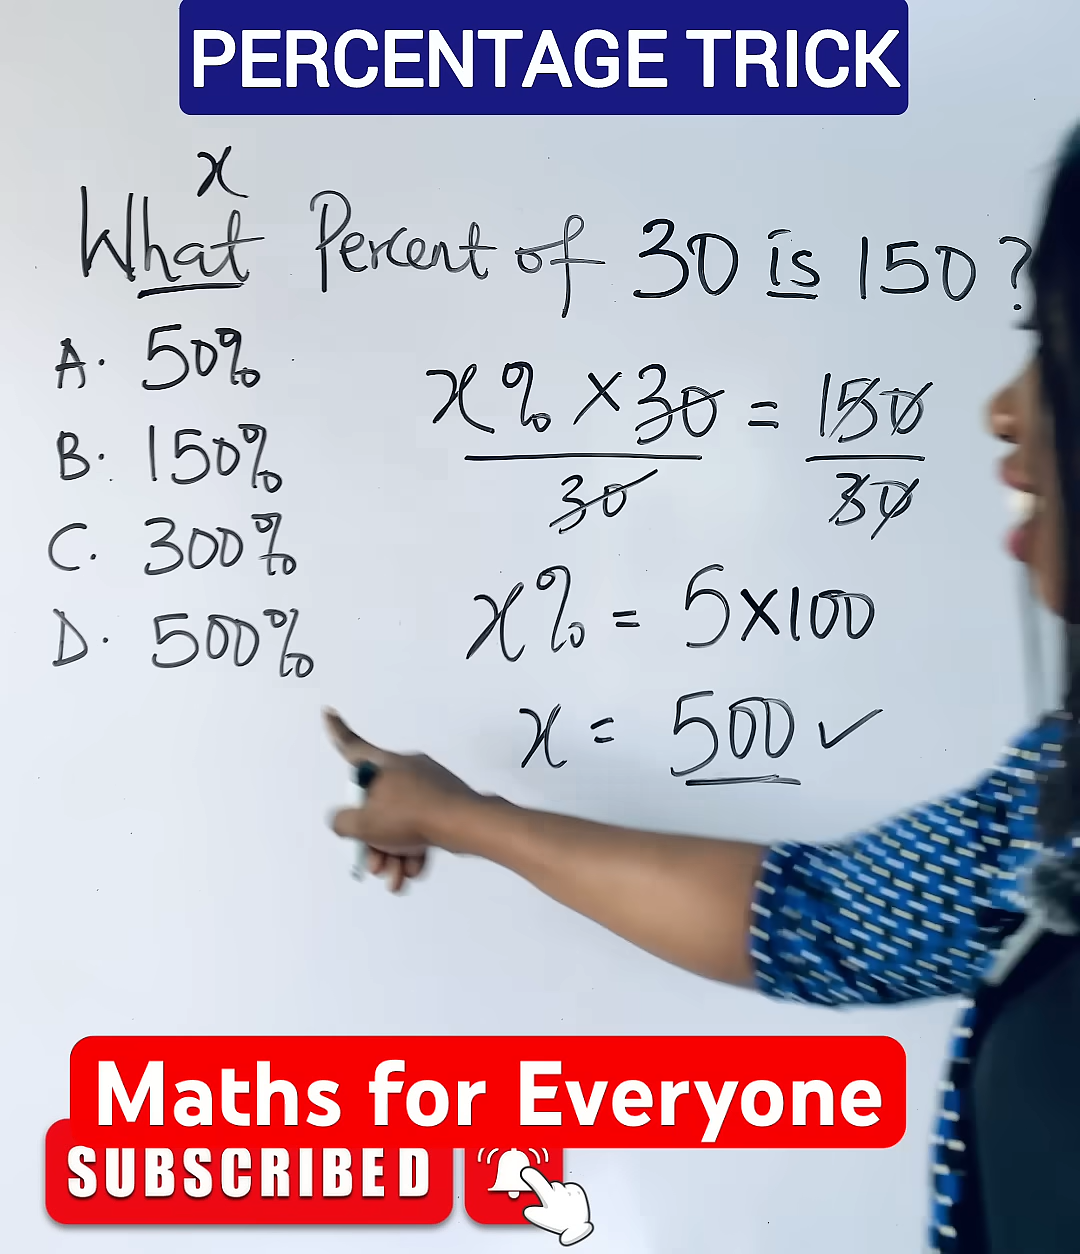 PERCENTAGE TRICK
x
What Percent of 30 is 150?
A. 50%
B. 150%
C. 300%
D. 500%
x% × 30 = 150
30 30
x% = 5×100
x = 500 ✓
Maths for Everyone
SUBSCRIBED